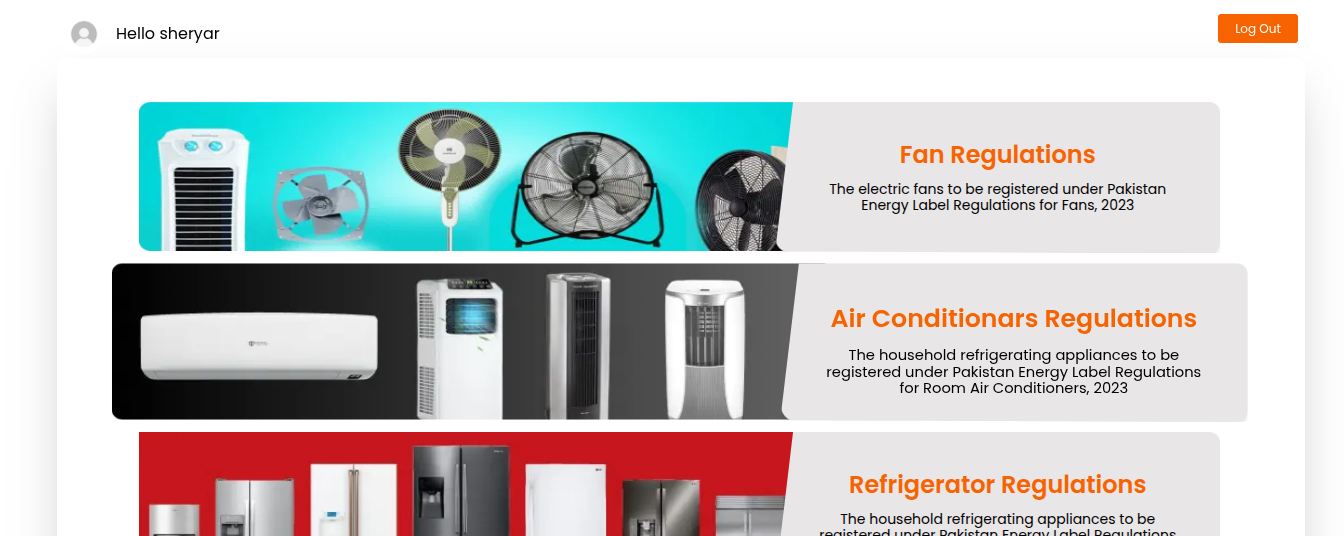 Hello sheryar
Log Out
Fan Regulations
The electric fans to be registered under Pakistan
Energy Label Regulations for Fans, 2023
Air Conditionars Regulations
The household refrigerating appliances to be
registered under Pakistan Energy Label Regulations
for Room Air Conditioners, 2023
Refrigerator Regulations
The household refrigerating appliances to be
registered under Pakistan Energy Label Regulations